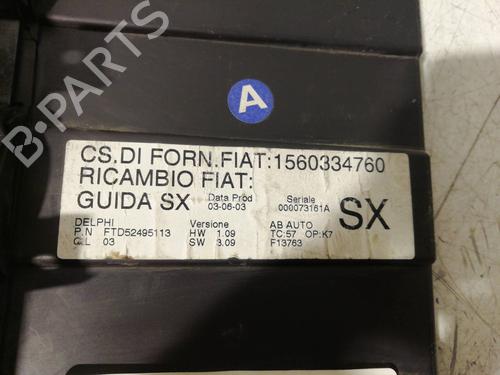 B-PARTS
A
CS.DI FORN.FIAT:1560334760
RICAMBIO FIAT:
GUIDA SX Data Prod Seriale SX
03-06-03 000073161A
DELPHI Versione AB AUTO
P.N FTD52495113 HW 1.09 TC:57 OP:K7
C.L 03 SW 3.09 F13763